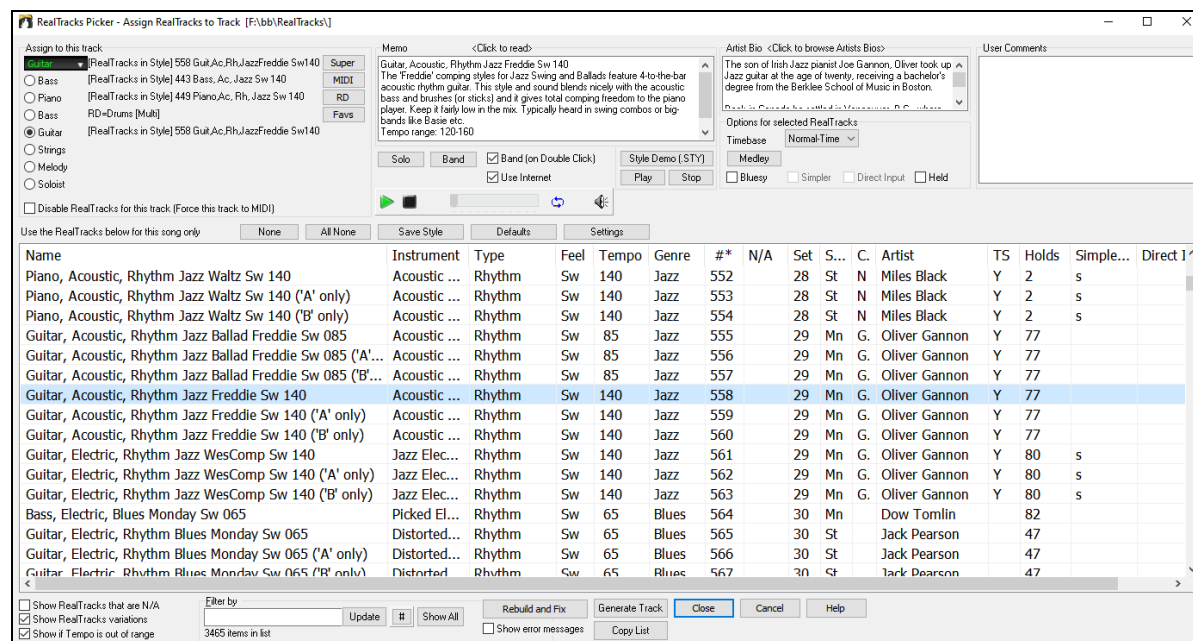 RealTracks Picker - Assign RealTracks to Track [F:\bb\RealTracks\]
Assign to this track
Guitar [RealTracks in Style] 558 Guit,Ac,Rh,JazzFreddie Sw140 Super
Bass [RealTracks in Style] 443 Bass, Ac, Jazz Sw 140 MIDI
Piano [RealTracks in Style] 449 Piano,Ac, Rh, Jazz Sw 140 RD
Bass RD=Drums [Multi] Favs
Guitar [RealTracks in Style] 558 Guit,Ac,Rh,JazzFreddie Sw140
Strings
Melody
Soloist
Disable RealTracks for this track (Force this track to MIDI)
Memo <Click to read>
Guitar, Acoustic, Rhythm Jazz Freddie Sw 140
The 'Freddie' comping styles for Jazz Swing and Ballads feature 4-to-the-bar
acoustic rhythm guitar. This style and sound blends nicely with the acoustic
bass and brushes (or sticks) and it gives total comping freedom to the piano
player. Keep it fairly low in the mix. Typically heard in swing combos or big-
bands like Basie etc.
Tempo range: 120-160
Solo Band Band (on Double Click) Style Demo (.STY)
Use Internet Play Stop
Artist Bio <Click to browse Artists Bios>
The son of Irish Jazz pianist Joe Gannon, Oliver took up
Jazz guitar at the age of twenty, receiving a bachelor's
degree from the Berklee School of Music in Boston.
Options for selected RealTracks
Timebase Normal-Time
Medley
Bluesy Simpler Direct Input Held
User Comments
Use the RealTracks below for this song only None All None Save Style Defaults Settings
Name Instrument Type Feel Tempo Genre #* N/A Set S... C. Artist TS Holds Simple... Direct I
Piano, Acoustic, Rhythm Jazz Waltz Sw 140 Acoustic ... Rhythm Sw 140 Jazz 552 28 St N Miles Black Y 2 s
Piano, Acoustic, Rhythm Jazz Waltz Sw 140 ('A' only) Acoustic ... Rhythm Sw 140 Jazz 553 28 St N Miles Black Y 2 s
Piano, Acoustic, Rhythm Jazz Waltz Sw 140 ('B' only) Acoustic ... Rhythm Sw 140 Jazz 554 28 St N Miles Black Y 2 s
Guitar, Acoustic, Rhythm Jazz Ballad Freddie Sw 085 Acoustic ... Rhythm Sw 85 Jazz 555 29 Mn G. Oliver Gannon Y 77
Guitar, Acoustic, Rhythm Jazz Ballad Freddie Sw 085 ('A'... Acoustic ... Rhythm Sw 85 Jazz 556 29 Mn G. Oliver Gannon Y 77
Guitar, Acoustic, Rhythm Jazz Ballad Freddie Sw 085 ('B'... Acoustic ... Rhythm Sw 85 Jazz 557 29 Mn G. Oliver Gannon Y 77
Guitar, Acoustic, Rhythm Jazz Freddie Sw 140 Acoustic ... Rhythm Sw 140 Jazz 558 29 Mn G. Oliver Gannon Y 77
Guitar, Acoustic, Rhythm Jazz Freddie Sw 140 ('A' only) Acoustic ... Rhythm Sw 140 Jazz 559 29 Mn G. Oliver Gannon Y 77
Guitar, Acoustic, Rhythm Jazz Freddie Sw 140 ('B' only) Acoustic ... Rhythm Sw 140 Jazz 560 29 Mn G. Oliver Gannon Y 77
Guitar, Electric, Rhythm Jazz WesComp Sw 140 Jazz Elec... Rhythm Sw 140 Jazz 561 29 Mn G. Oliver Gannon Y 80 s
Guitar, Electric, Rhythm Jazz WesComp Sw 140 ('A' only) Jazz Elec... Rhythm Sw 140 Jazz 562 29 Mn G. Oliver Gannon Y 80 s
Guitar, Electric, Rhythm Jazz WesComp Sw 140 ('B' only) Jazz Elec... Rhythm Sw 140 Jazz 563 29 Mn G. Oliver Gannon Y 80 s
Bass, Electric, Blues Monday Sw 065 Picked El... Rhythm Sw 65 Blues 564 30 Mn Dow Tomlin 82
Guitar, Electric, Rhythm Blues Monday Sw 065 Distorted... Rhythm Sw 65 Blues 565 30 St Jack Pearson 47
Guitar, Electric, Rhythm Blues Monday Sw 065 ('A' only) Distorted... Rhythm Sw 65 Blues 566 30 St Jack Pearson 47
Guitar, Electric, Rhythm Blues Monday Sw 065 ('B' only) Distorted Rhythm Sw 65 Blues 567 30 St Jack Pearson 47
Show RealTracks that are N/A
Show RealTracks variations
Show if Tempo is out of range
Filter by
Update # Show All
3465 items in list
Rebuild and Fix Generate Track Close Cancel Help
Show error messages Copy List